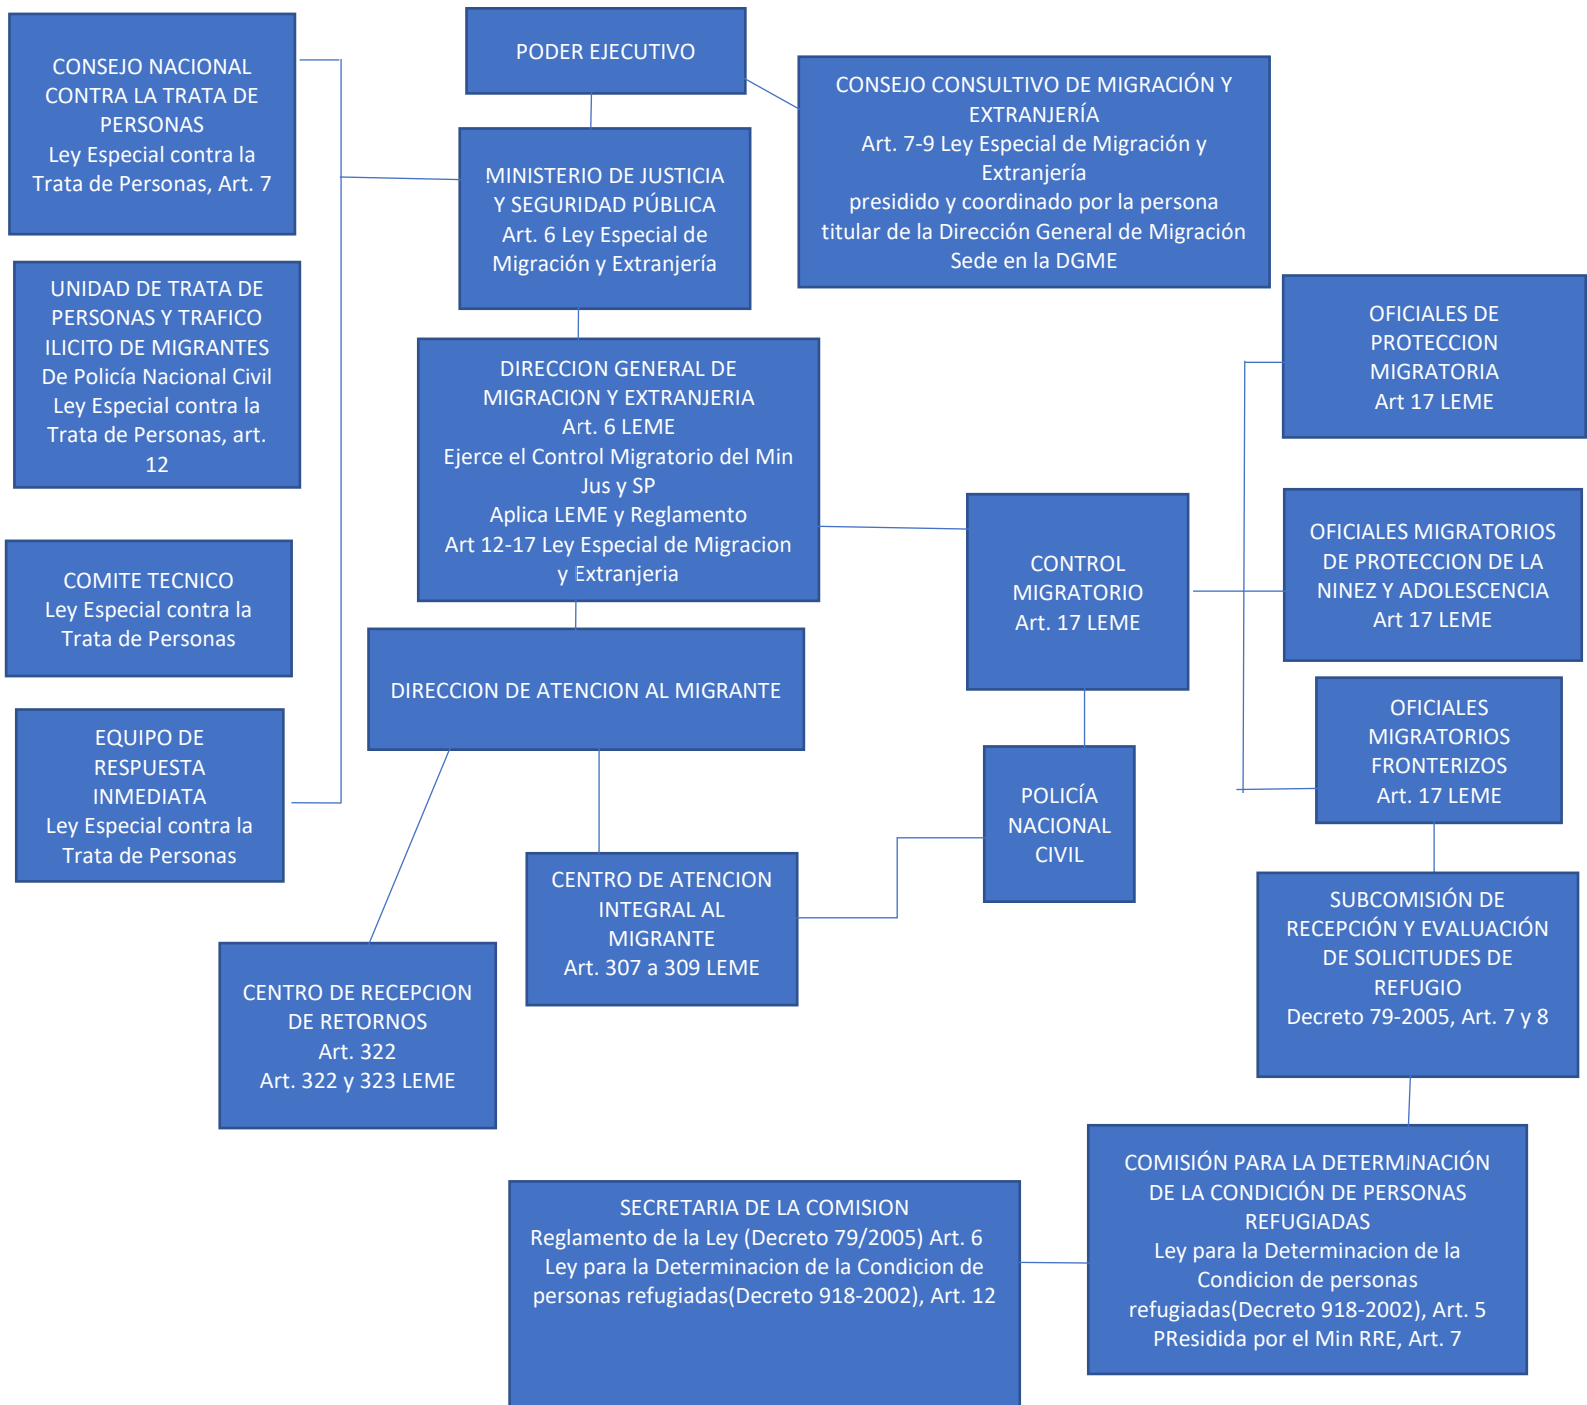 PODER EJECUTIVO
CONSEJO NACIONAL
CONTRA LA TRATA DE
PERSONAS
Ley Especial contra la
Trata de Personas, Art. 7
CONSEJO CONSULTIVO DE MIGRACIÓN Y
EXTRANJERÍA
Art. 7-9 Ley Especial de Migración y
Extranjería
presidido y coordinado por la persona
titular de la Dirección General de Migración
Sede en la DGME
MINISTERIO DE JUSTICIA
Y SEGURIDAD PÚBLICA
Art. 6 Ley Especial de
Migración y Extranjería
UNIDAD DE TRATA DE
PERSONAS Y TRAFICO
ILICITO DE MIGRANTES
De Policía Nacional Civil
Ley Especial contra la
Trata de Personas, art.
12
DIRECCION GENERAL DE
MIGRACION Y EXTRANJERIA
Art. 6 LEME
Ejerce el Control Migratorio del Min
Jus y SP
Aplica LEME y Reglamento
Art 12-17 Ley Especial de Migracion
y Extranjeria
OFICIALES DE
PROTECCION
MIGRATORIA
Art 17 LEME
CONTROL
MIGRATORIO
Art. 17 LEME
OFICIALES MIGRATORIOS
DE PROTECCION DE LA
NINEZ Y ADOLESCENCIA
Art 17 LEME
COMITE TECNICO
Ley Especial contra la
Trata de Personas
DIRECCION DE ATENCION AL MIGRANTE
OFICIALES
MIGRATORIOS
FRONTERIZOS
Art. 17 LEME
EQUIPO DE
RESPUESTA
INMEDIATA
Ley Especial contra la
Trata de Personas
POLICÍA
NACIONAL
CIVIL
CENTRO DE ATENCION
INTEGRAL AL
MIGRANTE
Art. 307 a 309 LEME
SUBCOMISIÓN DE
RECEPCIÓN Y EVALUACIÓN
DE SOLICITUDES DE
REFUGIO
Decreto 79-2005, Art. 7 y 8
CENTRO DE RECEPCION
DE RETORNOS
Art. 322
Art. 322 y 323 LEME
COMISIÓN PARA LA DETERMINACIÓN
DE LA CONDICIÓN DE PERSONAS
REFUGIADAS
Ley para la Determinacion de la
Condicion de personas
refugiadas(Decreto 918-2002), Art. 5
PResidida por el Min RRE, Art. 7
SECRETARIA DE LA COMISION
Reglamento de la Ley (Decreto 79/2005) Art. 6
Ley para la Determinacion de la Condicion de
personas refugiadas(Decreto 918-2002), Art. 12